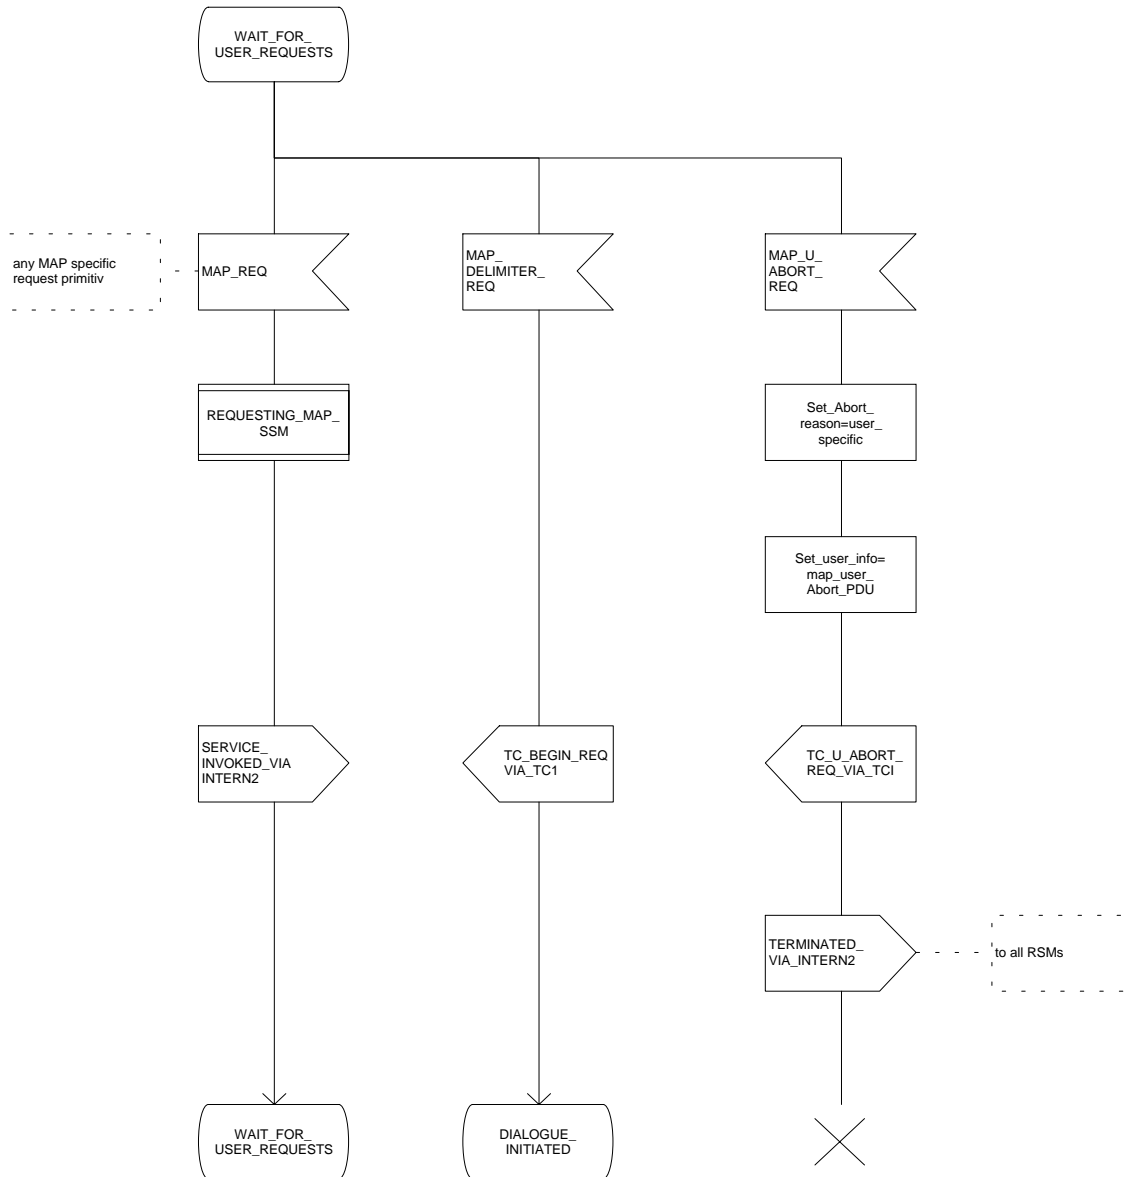 WAIT_FOR_
USER_REQUESTS
any MAP specific
request primitiv
MAP_REQ
MAP_
DELIMITER_
REQ
MAP_U_
ABORT_
REQ
REQUESTING_MAP_
SSM
Set_Abort_
reason=user_
specific
Set_user_info=
map_user_
Abort_PDU
SERVICE_
INVOKED_VIA
INTERN2
TC_BEGIN_REQ
VIA_TC1
TC_U_ABORT_
REQ_VIA_TCI
TERMINATED_
VIA_INTERN2
to all RSMs
WAIT_FOR_
USER_REQUESTS
DIALOGUE_
INITIATED